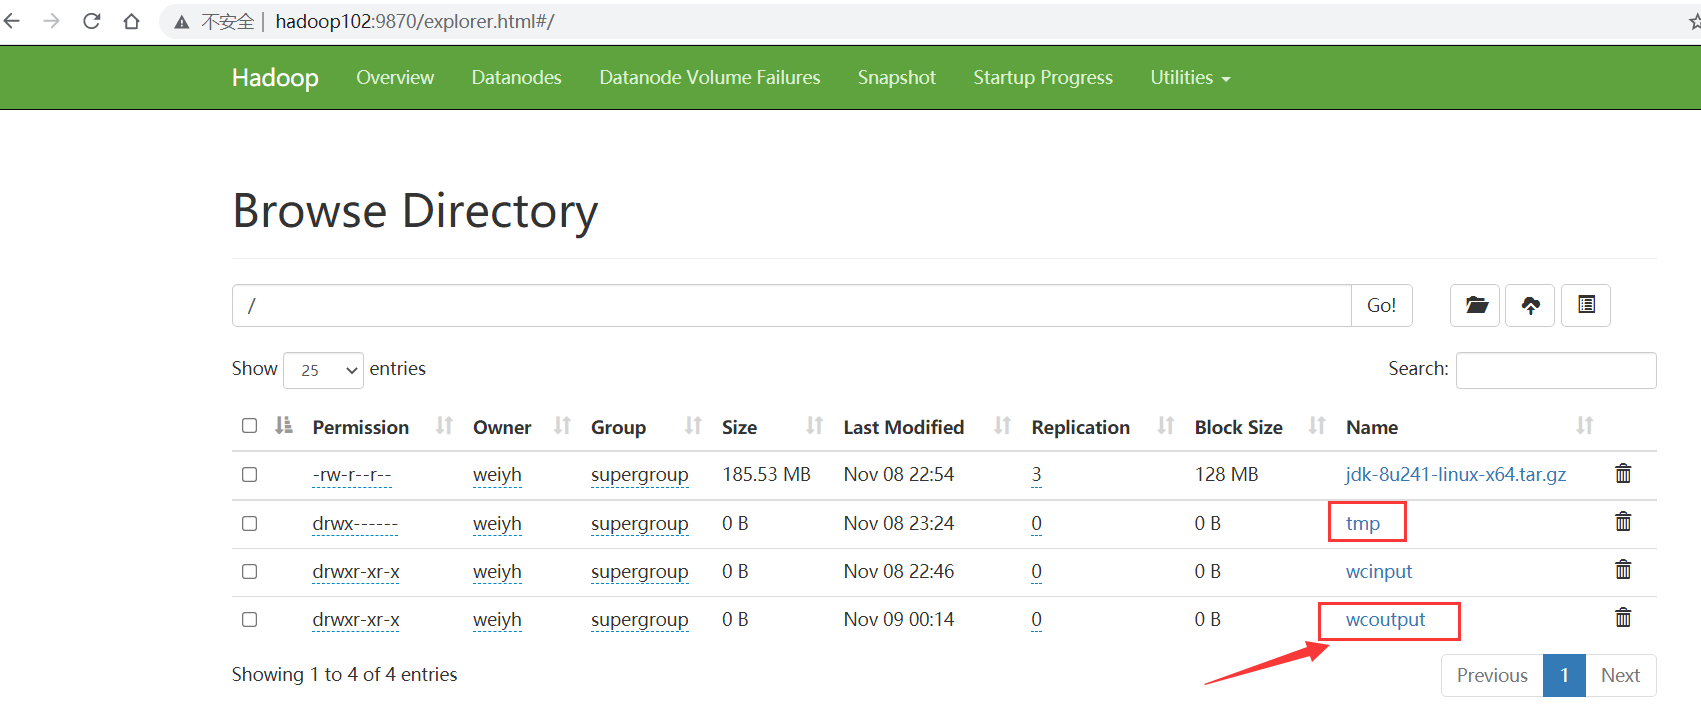 不安全 | hadoop102:9870/explorer.html#/
Hadoop Overview Datanodes Datanode Volume Failures Snapshot Startup Progress Utilities
Browse Directory
/ Go!
Show 25 entries Search:
Permission Owner Group Size Last Modified Replication Block Size Name
-rw-r--r-- weiyh supergroup 185.53 MB Nov 08 22:54 3 128 MB jdk-8u241-linux-x64.tar.gz
drwx------ weiyh supergroup 0 B Nov 08 23:24 0 0 B tmp
drwxr-xr-x weiyh supergroup 0 B Nov 08 22:46 0 0 B wcinput
drwxr-xr-x weiyh supergroup 0 B Nov 09 00:14 0 0 B wcoutput
Showing 1 to 4 of 4 entries Previous 1 Next